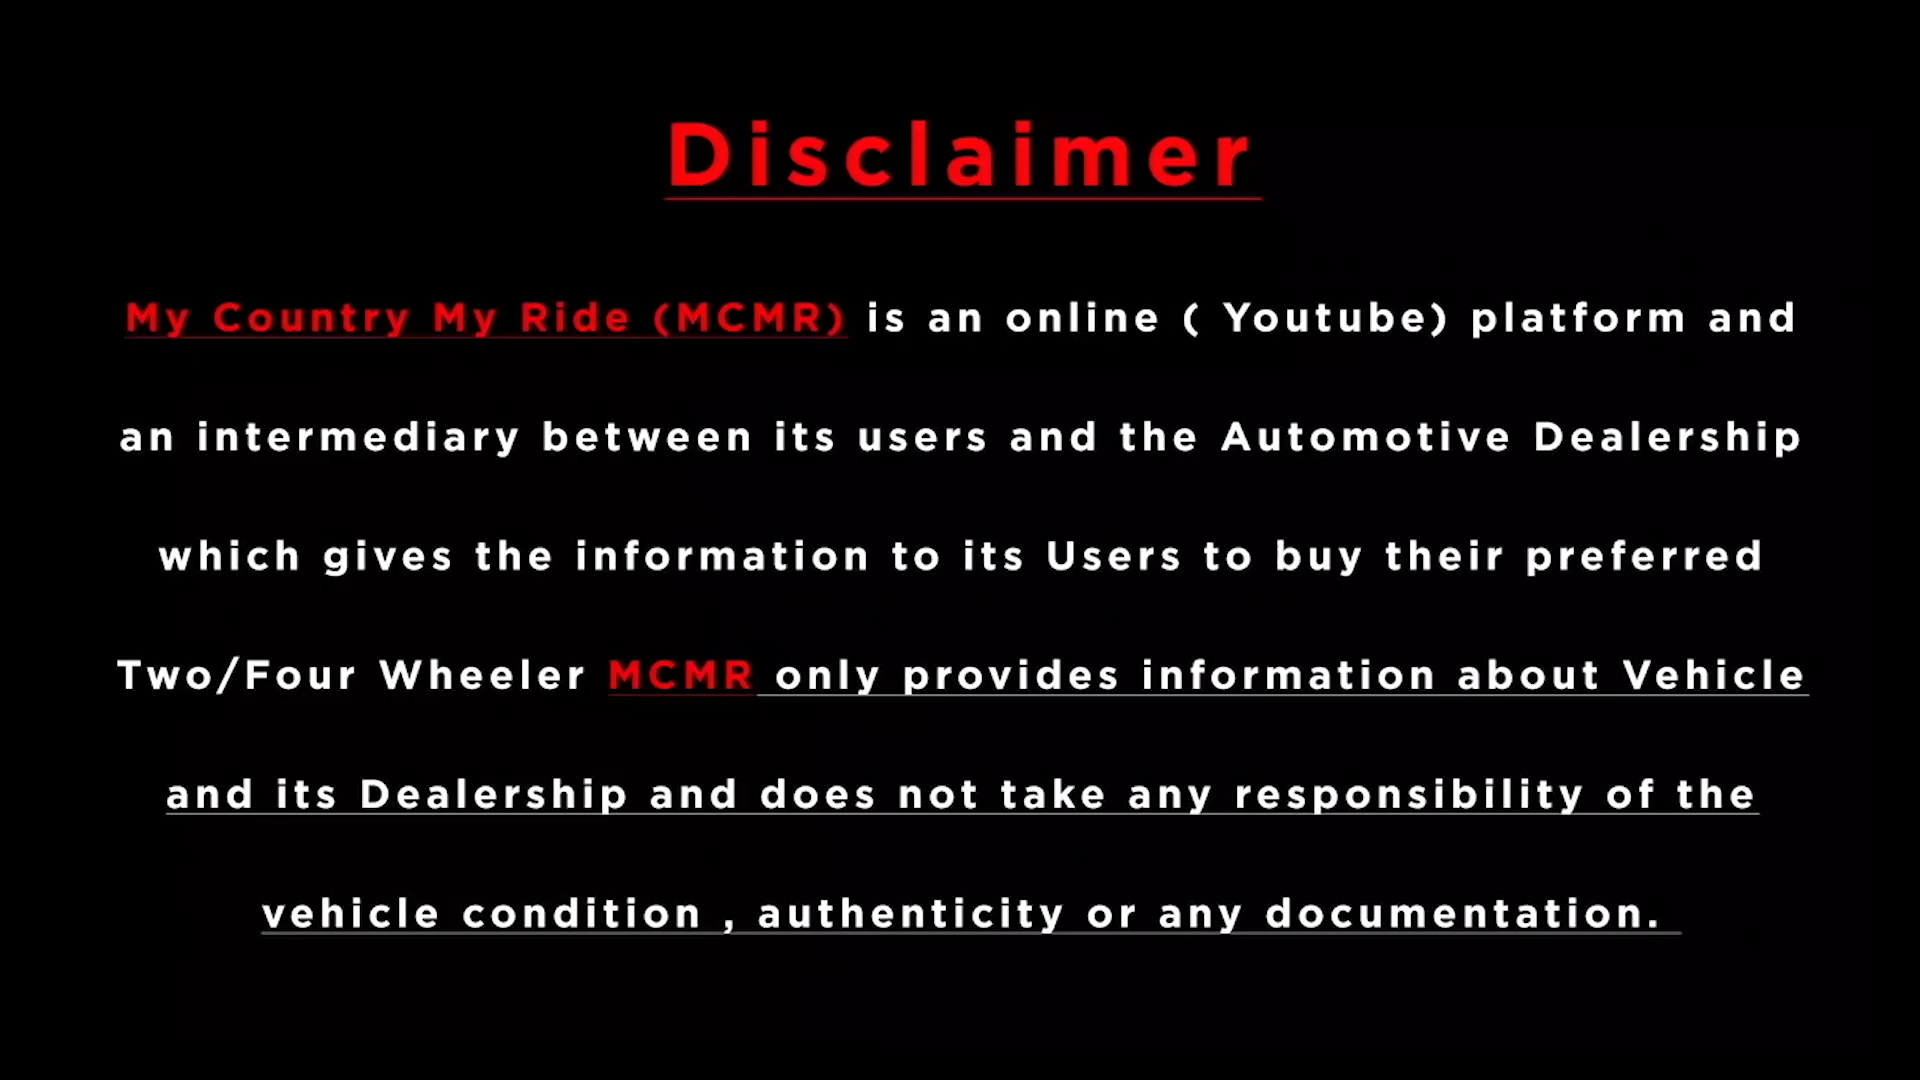 Disclaimer
My Country My Ride (MCMR) is an online ( Youtube) platform and
an intermediary between its users and the Automotive Dealership
which gives the information to its Users to buy their preferred
Two/Four Wheeler MCMR only provides information about Vehicle
and its Dealership and does not take any responsibility of the
vehicle condition , authenticity or any documentation.